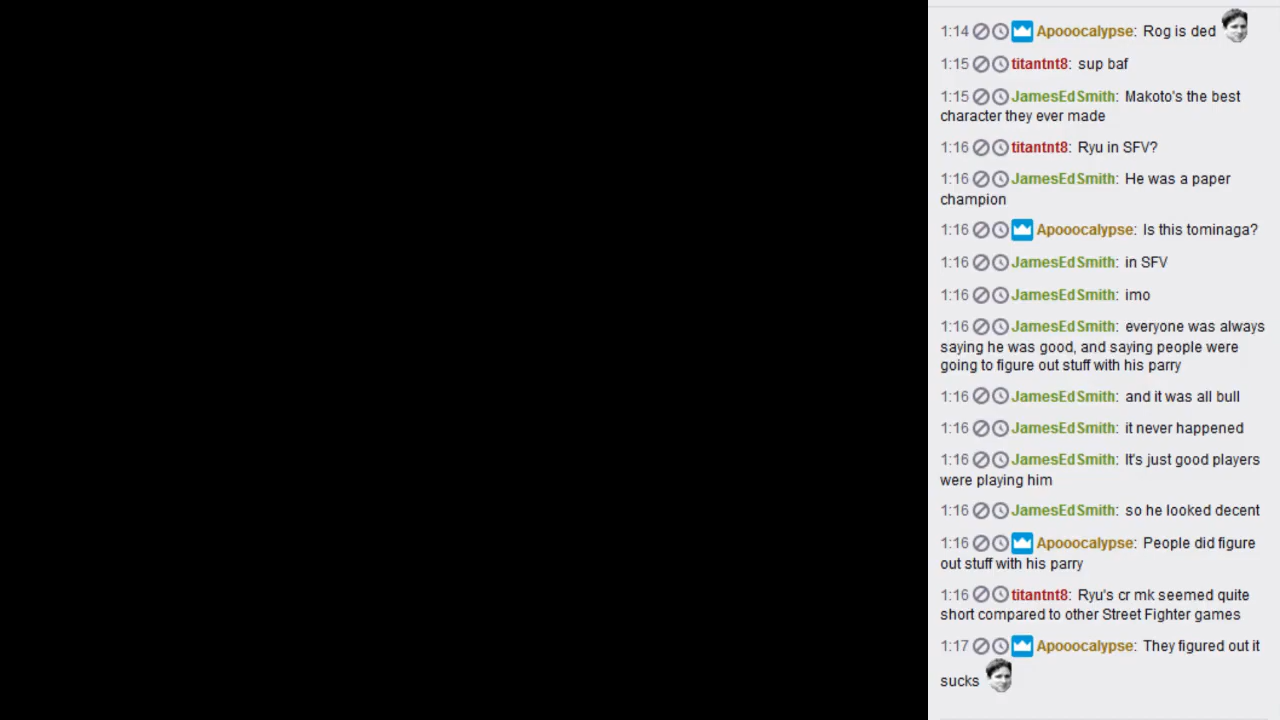 1:14 Apooocalypse: Rog is ded
1:15 titantnt8: sup baf
1:15 JamesEdSmith: Makoto's the best
character they ever made
1:16 titantnt8: Ryu in SFV?
1:16 JamesEdSmith: He was a paper
champion
1:16 Apooocalypse: Is this tominaga?
1:16 JamesEdSmith: in SFV
1:16 JamesEdSmith: imo
1:16 JamesEdSmith: everyone was always
saying he was good, and saying people were
going to figure out stuff with his parry
1:16 JamesEdSmith: and it was all bull
1:16 JamesEdSmith: it never happened
1:16 JamesEdSmith: It's just good players
were playing him
1:16 JamesEdSmith: so he looked decent
1:16 Apooocalypse: People did figure
out stuff with his parry
1:16 titantnt8: Ryu's cr mk seemed quite
short compared to other Street Fighter games
1:17 Apooocalypse: They figured out it
sucks